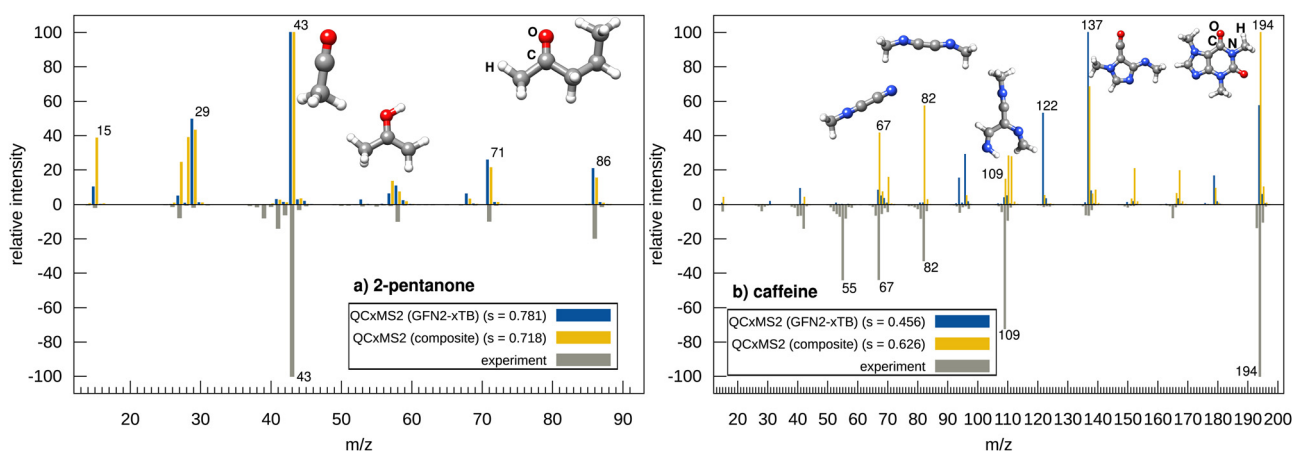 43
O
C
H
29
15
71
86
100
80
60
40
20
0
-20
-40
-60
-80
-100
relative intensity
43
a) 2-pentanone
QCxMS2 (GFN2-xTB) (s = 0.781)
QCxMS2 (composite) (s = 0.718)
experiment
20 30 40 50 60 70 80 90
m/z
137
O
H
C
N
194
82
122
67
109
100
80
60
40
20
0
-20
-40
-60
-80
-100
relative intensity
55
67
82
109
194
b) caffeine
QCxMS2 (GFN2-xTB) (s = 0.456)
QCxMS2 (composite) (s = 0.626)
experiment
20 30 40 50 60 70 80 90 100 110 120 130 140 150 160 170 180 190 200
m/z